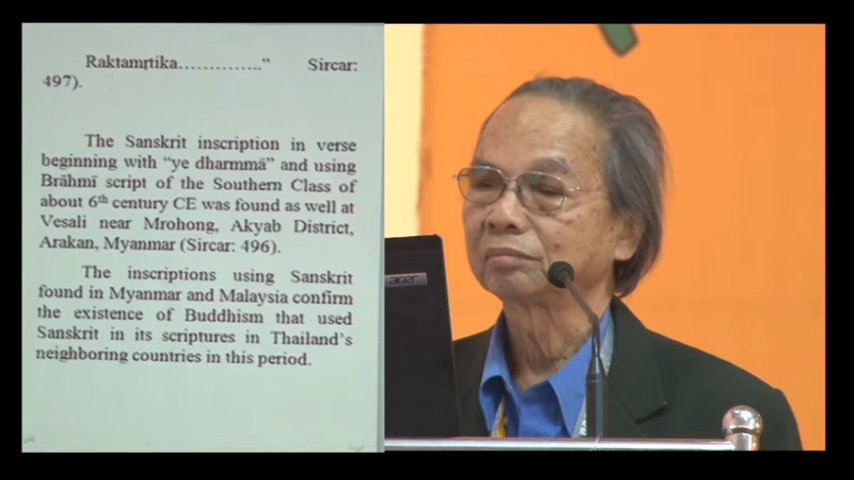 Raktamṛtika…………..” Sircar:
497).
The Sanskrit inscription in verse
beginning with “ye dharmmā” and using
Brāhmī script of the Southern Class of
about 6th century CE was found as well at
Vesali near Mrohong, Akyab District,
Arakan, Myanmar (Sircar: 496).
The inscriptions using Sanskrit
found in Myanmar and Malaysia confirm
the existence of Buddhism that used
Sanskrit in its scriptures in Thailand’s
neighboring countries in this period.